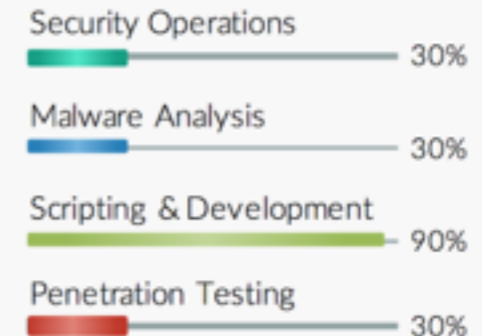 Security Operations
30%
Malware Analysis
30%
Scripting & Development
90%
Penetration Testing
30%